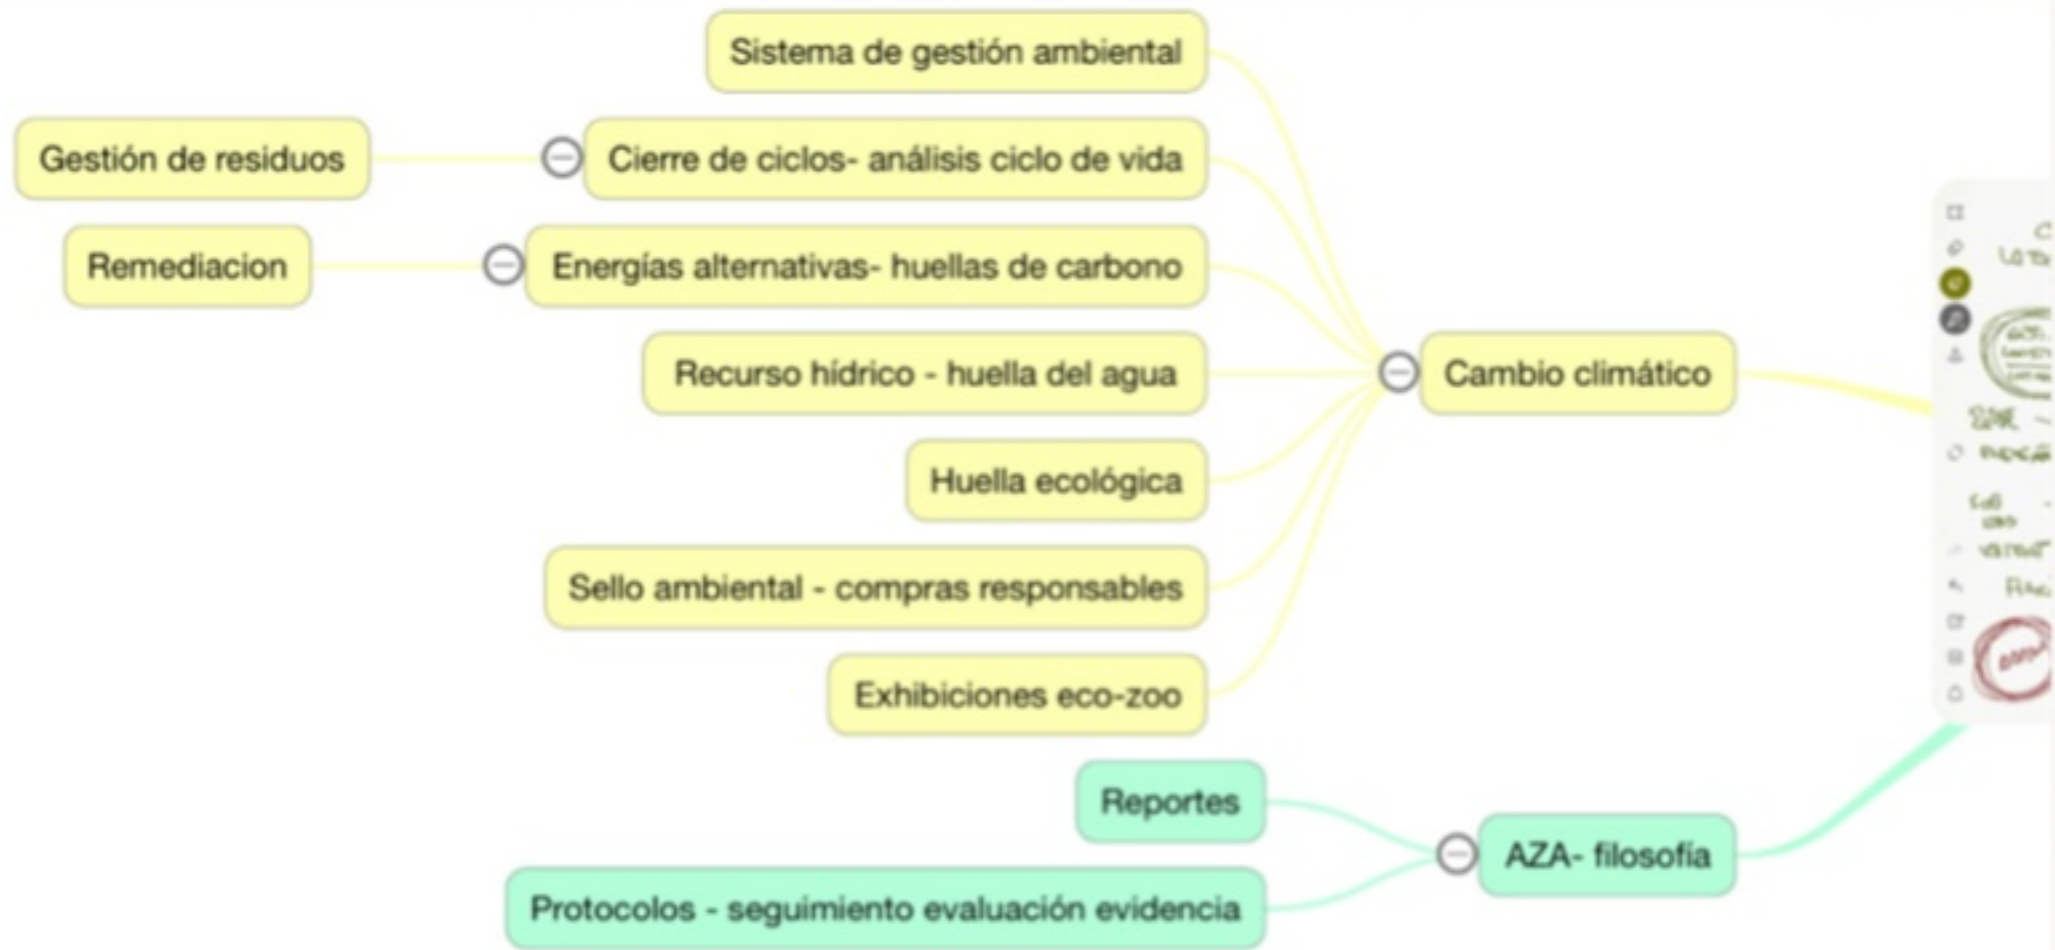 Sistema de gestión ambiental
Gestión de residuos
Cierre de ciclos- análisis ciclo de vida
Remediacion
Energías alternativas- huellas de carbono
Recurso hídrico - huella del agua
Cambio climático
Huella ecológica
Sello ambiental - compras responsables
Exhibiciones eco-zoo
Reportes
AZA- filosofía
Protocolos - seguimiento evaluación evidencia